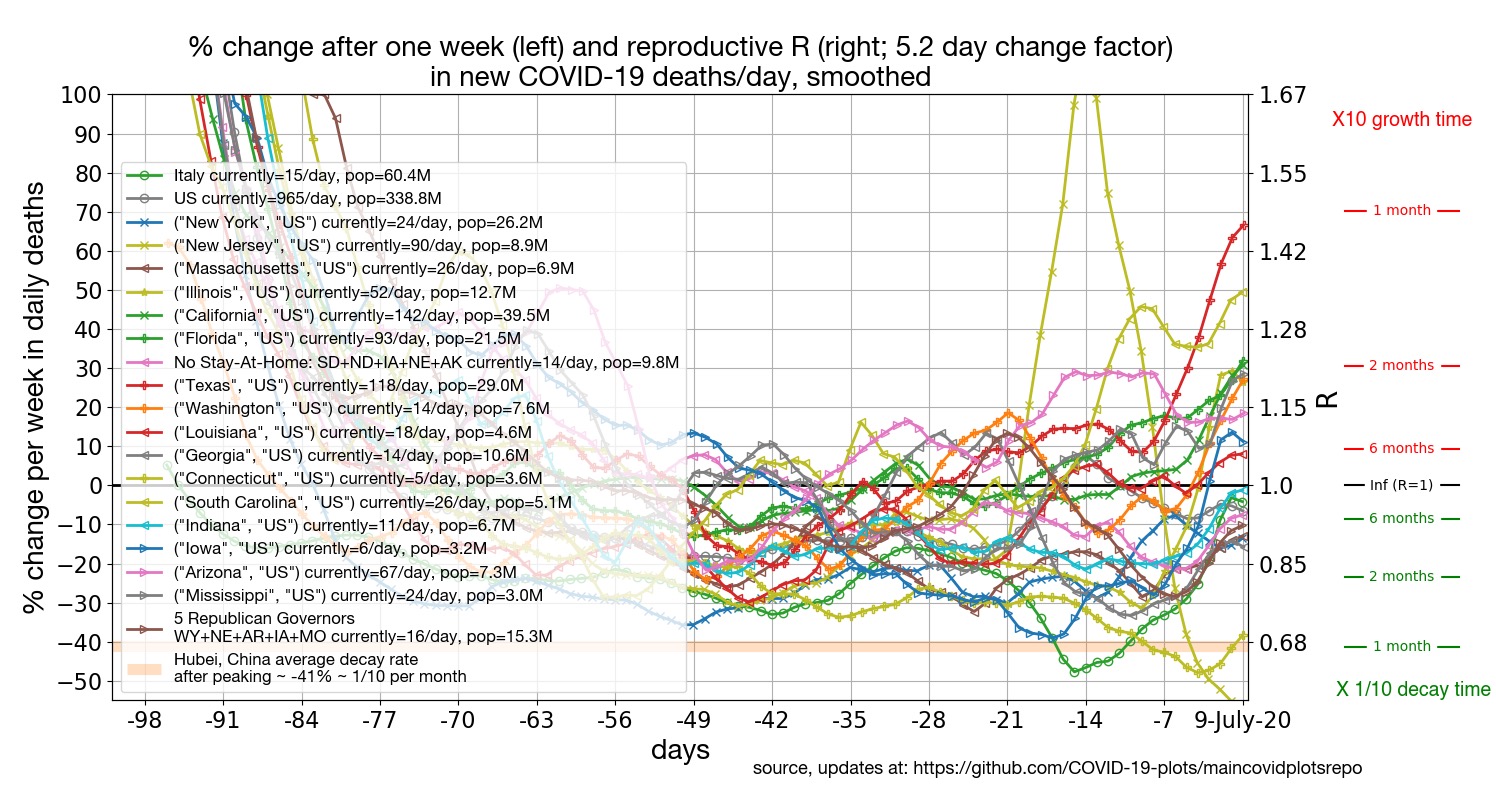 % change after one week (left) and reproductive R (right; 5.2 day change factor)
in new COVID-19 deaths/day, smoothed
% change per week in daily deaths
100
90
80
70
60
50
40
30
20
10
0
−10
−20
−30
−40
−50
Italy currently=15/day, pop=60.4M
US currently=965/day, pop=338.8M
("New York", "US") currently=24/day, pop=26.2M
("New Jersey", "US") currently=90/day, pop=8.9M
("Massachusetts", "US") currently=26/day, pop=6.9M
("Illinois", "US") currently=52/day, pop=12.7M
("California", "US") currently=142/day, pop=39.5M
("Florida", "US") currently=93/day, pop=21.5M
No Stay-At-Home: SD+ND+IA+NE+AK currently=14/day, pop=9.8M
("Texas", "US") currently=118/day, pop=29.0M
("Washington", "US") currently=14/day, pop=7.6M
("Louisiana", "US") currently=18/day, pop=4.6M
("Georgia", "US") currently=14/day, pop=10.6M
("Connecticut", "US") currently=5/day, pop=3.6M
("South Carolina", "US") currently=26/day, pop=5.1M
("Indiana", "US") currently=11/day, pop=6.7M
("Iowa", "US") currently=6/day, pop=3.2M
("Arizona", "US") currently=67/day, pop=7.3M
("Mississippi", "US") currently=24/day, pop=3.0M
5 Republican Governors
WY+NE+AR+IA+MO currently=16/day, pop=15.3M
Hubei, China average decay rate
after peaking ~ -41% ~ 1/10 per month
1.67
1.55
1.42
1.28
1.15
1.0
0.85
0.68
R
X10 growth time
1 month
2 months
6 months
Inf (R=1)
6 months
2 months
1 month
X 1/10 decay time
-98 -91 -84 -77 -70 -63 -56 -49 -42 -35 -28 -21 -14 -7 9-July-20
days
source, updates at: https://github.com/COVID-19-plots/maincovidplotsrepo